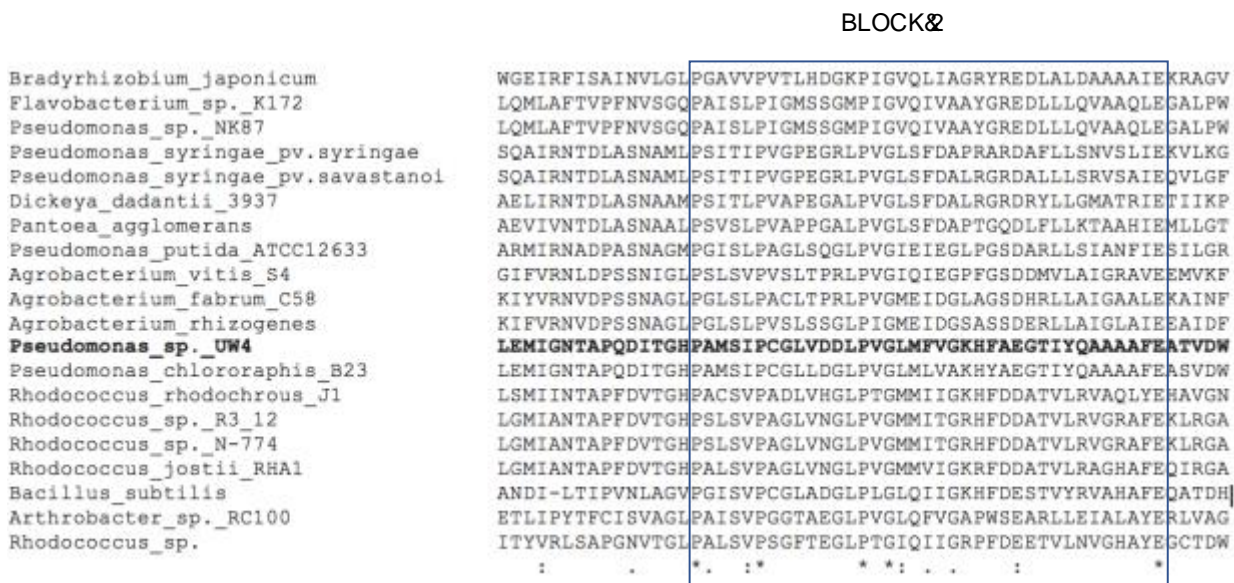 BLOCK&2
Bradyrhizobium_japonicum WGEIRFISAINVLGLPGAVVPVTLHDGKPIGVQLIAGRYREDLALDAAAAIEKRAGV
Flavobacterium_sp._K172 LQMLAFTVPFNVSGQPAISLPIGMSSGMPIGVQIVAAYGREDLLLQVAAQLEGALPW
Pseudomonas_sp._NK87 LQMLAFTVPFNVSGQPAISLPIGMSSGMPIGVQIVAAYGREDLLLQVAAQLEGALPW
Pseudomonas_syringae_pv.syringae SQAIRNTDLASNAMLPSITIPVGPEGRLPVGLSFDAPRARDAFLLSNVSLIEKVLKG
Pseudomonas_syringae_pv.savastanoi SQAIRNTDLASNAMLPSITIPVGPEGRLPVGLSFDALRGRDALLLSRVSAIEQVLGF
Dickeya_dadantii_3937 AELIRNTDLASNAAMPSITLPVAPEGALPVGLSFDALRGRDRYLLGMATRIETIIKP
Pantoea_agglomerans AEVIVNTDLASNAALPSVSLPVAPPGALPVGLSFDAPTGQDLFLLKTAAHIEMLLGT
Pseudomonas_putida_ATCC12633 ARMIRNADPASNAGMPGISLPAGLSQGLPVGIEIEGLPGSDARLLSIANFIESILGR
Agrobacterium_vitis_S4 GIFVRNLDPSSNIGLPSLSVPVSLTPRLPVGIQIEGPFGSDDMVLAIGRAVEEMVKF
Agrobacterium_fabrum_C58 KIYVRNVDPSSNAGLPGLSLPACLTPRLPVGMEIDGLAGSDHRLLAIGAALEKAINF
Agrobacterium_rhizogenes KIFVRNVDPSSNAGLPGLSLPVSLSSGLPIGMEIDGSASSDERLLAIGLAIEEAIDF
Pseudomonas_sp._UW4 LEMIGNTAPQDITGHPAMSIPCGLVDDLPVGLMFVGKHFAEGTIYQAAAAFEATVDW
Pseudomonas_chlororaphis_B23 LEMIGNTAPQDITGHPAMSIPCGLLDGLPVGLMLVAKHYAEGTIYQAAAAFEASVDW
Rhodococcus_rhodochrous_J1 LSMIINTAPFDVTGHPACSVPADLVHGLPTGMMIIGKHFDDATVLRVAQLYEHAVGN
Rhodococcus_sp._R3_12 LGMIANTAPFDVTGHPSLSVPAGLVNGLPVGMMITGRHFDDATVLRVGRAFEKLRGA
Rhodococcus_sp._N-774 LGMIANTAPFDVTGHPSLSVPAGLVNGLPVGMMITGRHFDDATVLRVGRAFEKLRGA
Rhodococcus_jostii_RHA1 LGMIANTAPFDVTGHPALSVPAGLVNGLPVGMMVIGKRFDDATVLRAGHAFEQIRGA
Bacillus_subtilis ANDI-LTIPVNLAGVPGISVPCGLADGLPLGLQIIGKHFDESTVYRVAHAFEQATDH
Arthrobacter_sp._RC100 ETLIPYTFCISVAGLPAISVPGGTAEGLPVGLQFVGAPWSEARLLEIALAYERLVAG
Rhodococcus_sp. ITYVRLSAPGNVTGLPALSVPSGFTEGLPTGIQIIGRPFDEETVLNVGHAYEGCTDW
: . *. :* * *: . . : *